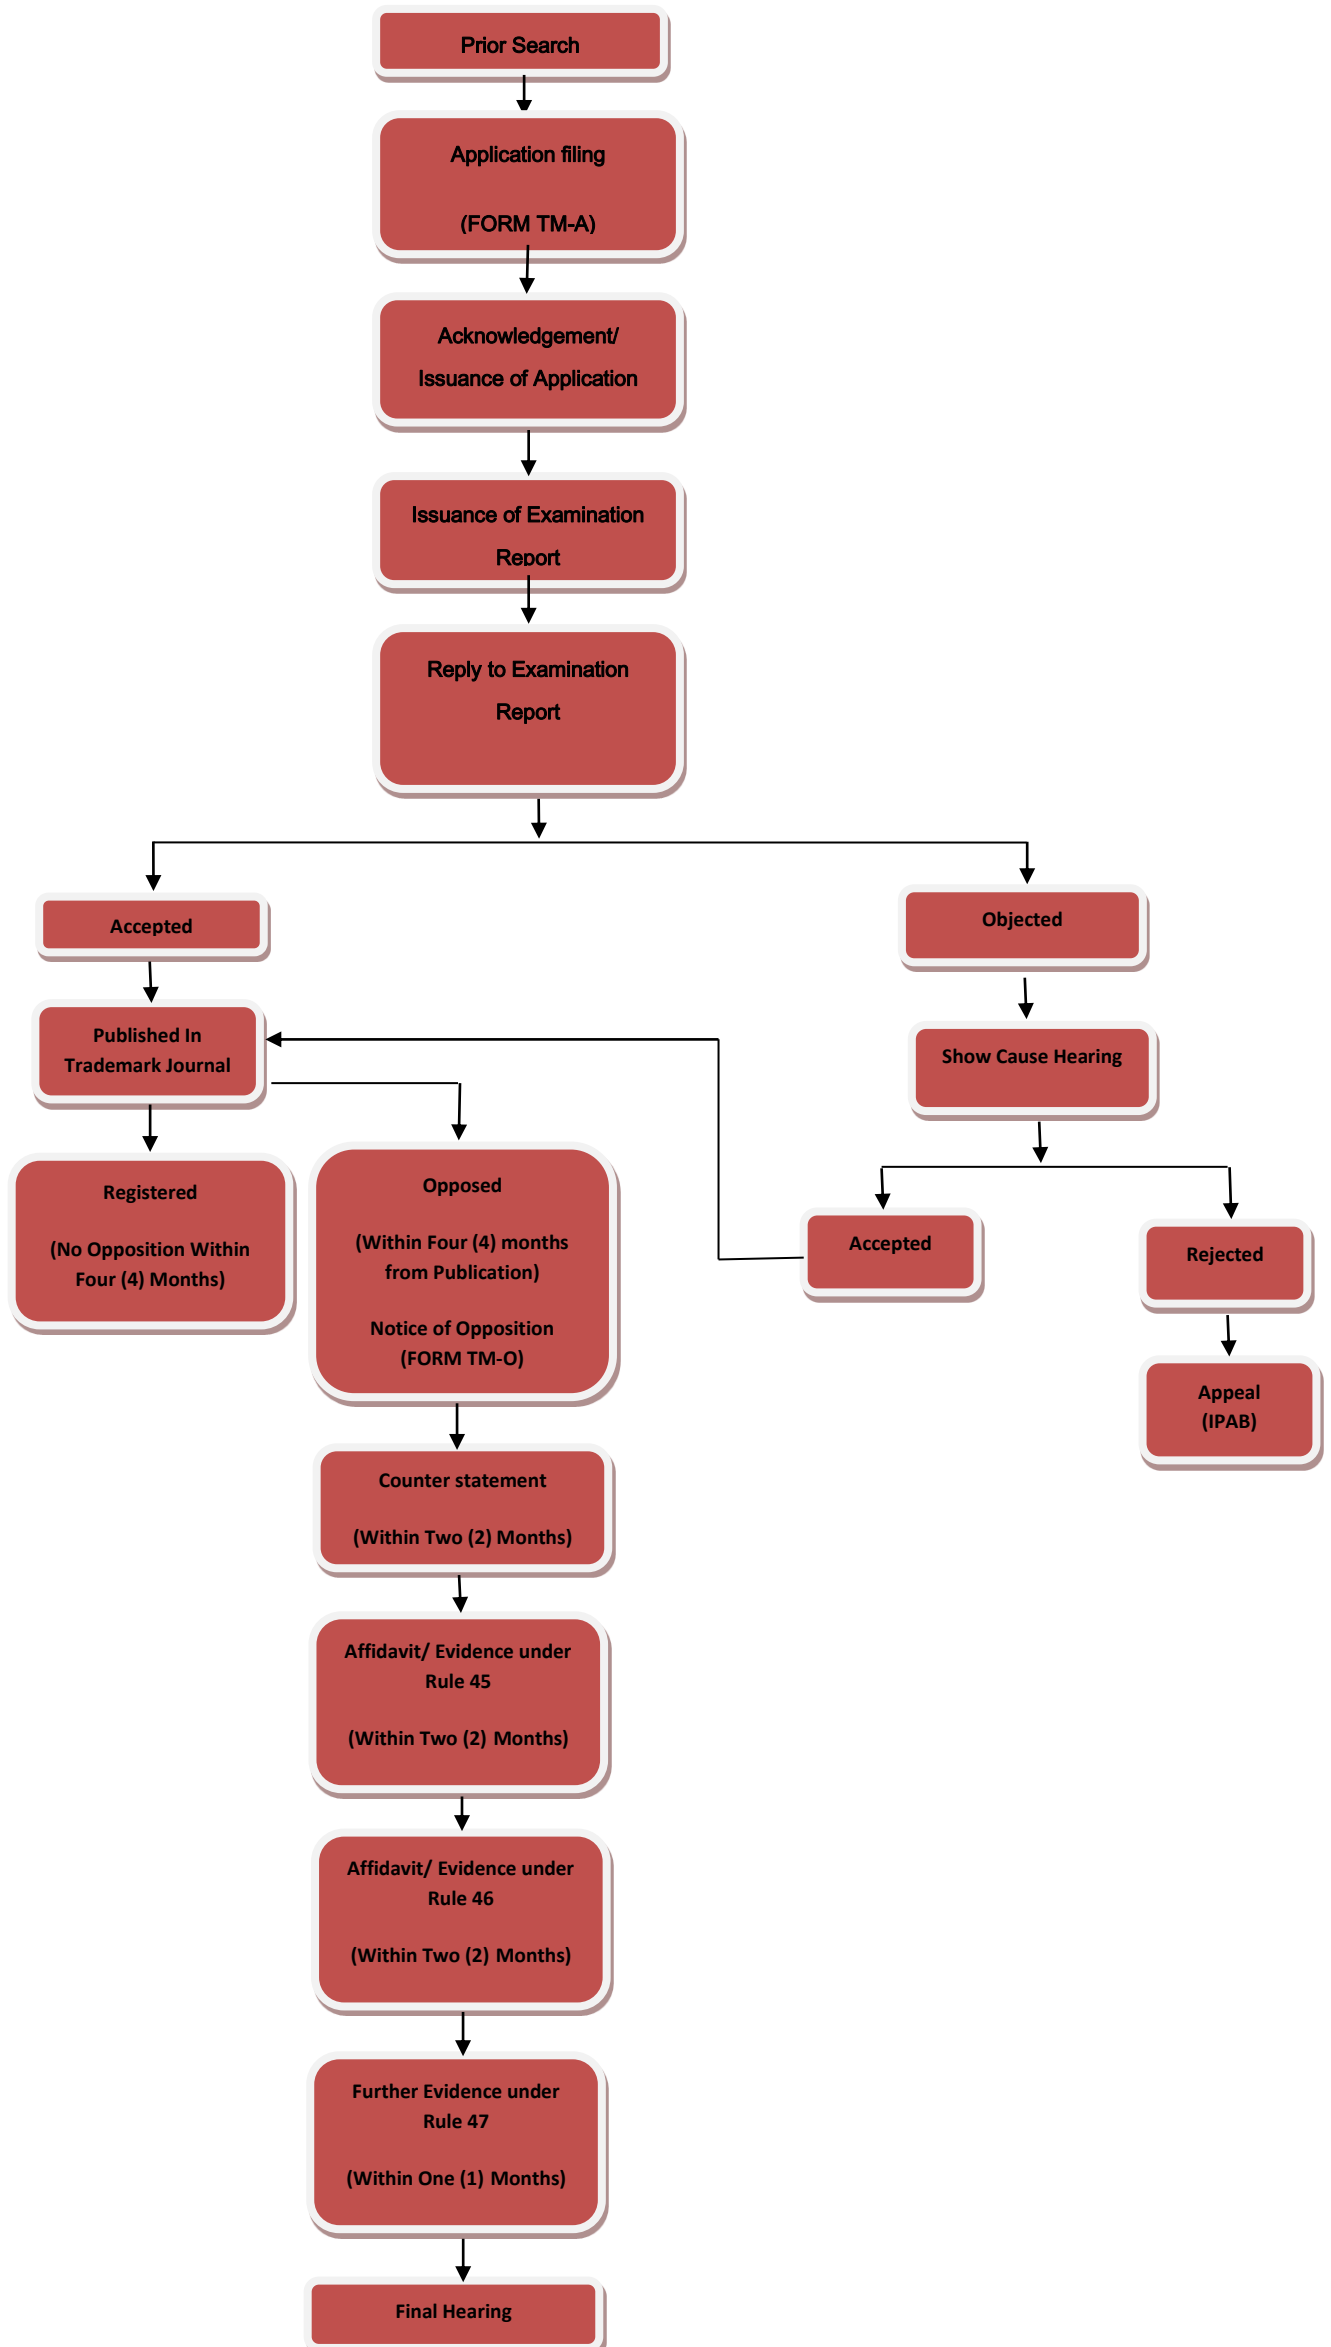 Prior Search
Application filing
(FORM TM-A)
Acknowledgement/
Issuance of Application
Issuance of Examination
Report
Reply to Examination
Report
Accepted
Objected
Published In
Trademark Journal
Show Cause Hearing
Registered
(No Opposition Within
Four (4) Months)
Opposed
(Within Four (4) months
from Publication)
Notice of Opposition
(FORM TM-O)
Accepted
Rejected
Appeal
(IPAB)
Counter statement
(Within Two (2) Months)
Affidavit/ Evidence under
Rule 45
(Within Two (2) Months)
Affidavit/ Evidence under
Rule 46
(Within Two (2) Months)
Further Evidence under
Rule 47
(Within One (1) Months)
Final Hearing